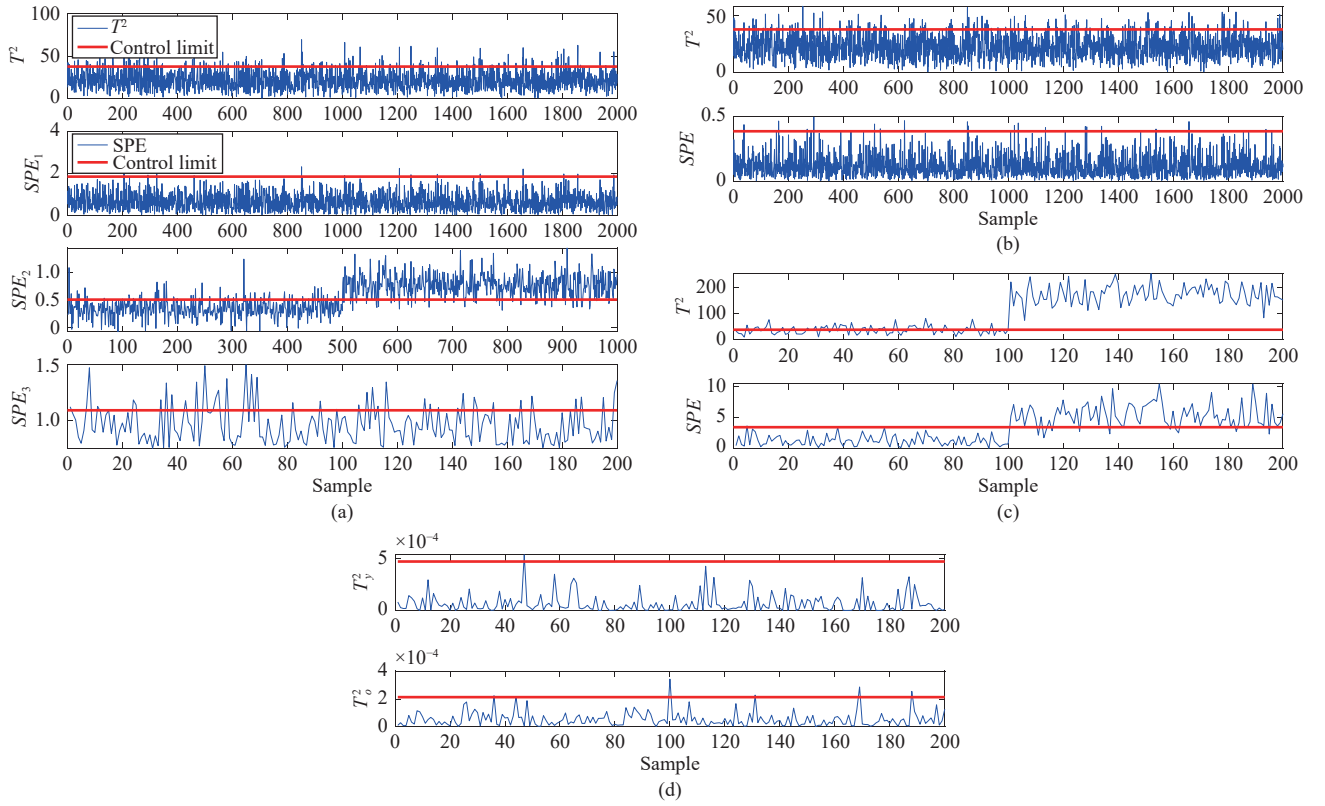 100
50
0
T²
T²
Control limit
0 200 400 600 800 1000 1200 1400 1600 1800 2000
4
2
0
SPE₁
SPE
Control limit
0 200 400 600 800 1000 1200 1400 1600 1800 2000
1.0
0.5
0
SPE₂
0 100 200 300 400 500 600 700 800 900 1000
1.5
1.0
SPE₃
0 20 40 60 80 100 120 140 160 180 200
Sample
(a)
50
0
T²
0 200 400 600 800 1000 1200 1400 1600 1800 2000
0.5
0
SPE
0 200 400 600 800 1000 1200 1400 1600 1800 2000
Sample
(b)
200
100
0
T²
0 20 40 60 80 100 120 140 160 180 200
10
5
0
SPE
0 20 40 60 80 100 120 140 160 180 200
Sample
(c)
×10⁻⁴
5
0
T²y
0 20 40 60 80 100 120 140 160 180 200
×10⁻⁴
4
2
0
T²o
0 20 40 60 80 100 120 140 160 180 200
Sample
(d)